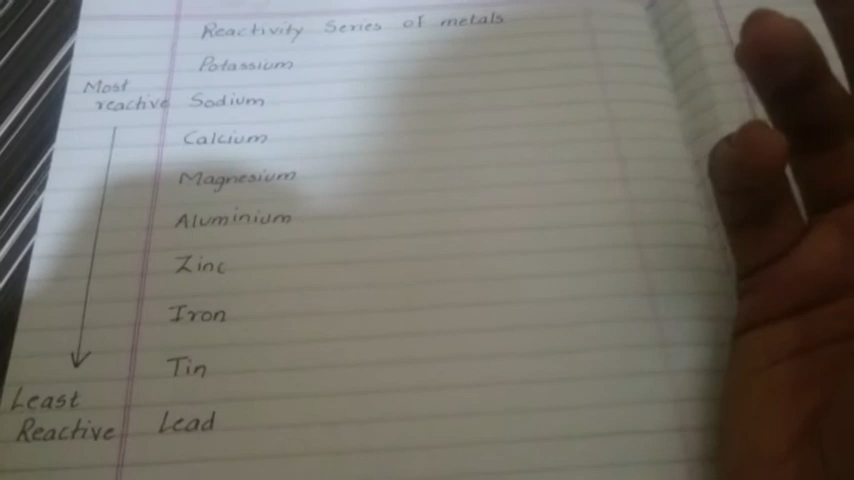 Reactivity Series of metals
Potassium
Most
reactive
Sodium
Calcium
Magnesium
Aluminium
Zinc
Iron
Tin
Least
Reactive
Lead